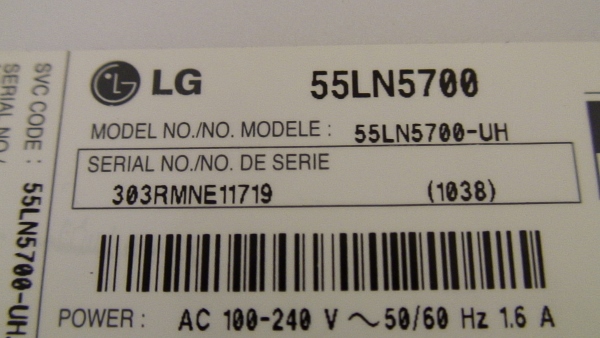 LG 55LN5700
MODEL NO./NO. MODELE : 55LN5700-UH
SERIAL NO./NO. DE SERIE
303RMNE11719 (1038)
POWER : AC 100-240 V ~ 50/60 Hz 1.6 A
SVC CODE : 55LN5700-UH.
SERIAL NO./